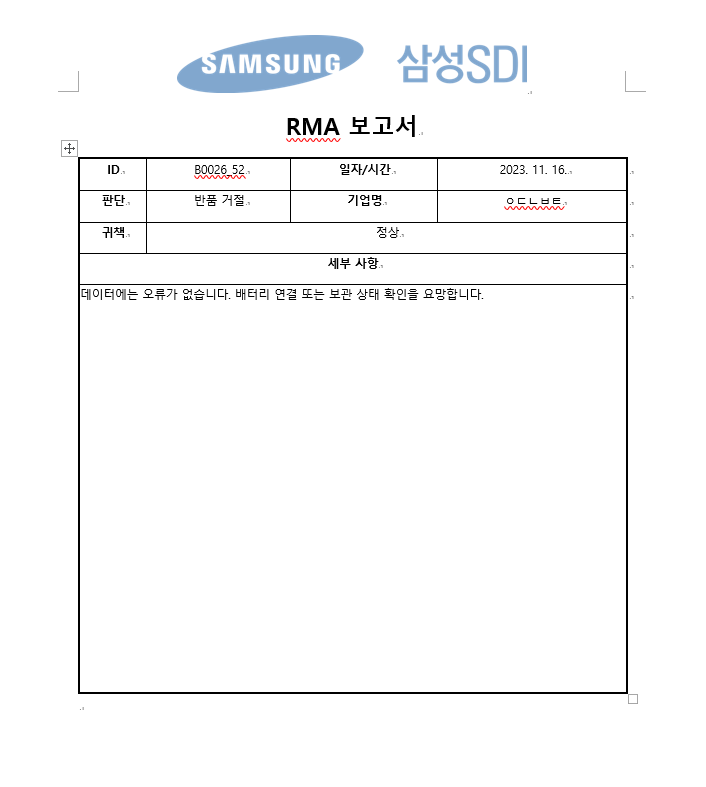 SAMSUNG 삼성SDI
RMA 보고서
ID B0026_52 일자/시간 2023. 11. 16.
판단 반품 거절 기업명 ㅇㄷㄴㅂㅌ
귀책 정상
세부 사항
데이터에는 오류가 없습니다. 배터리 연결 또는 보관 상태 확인을 요망합니다.